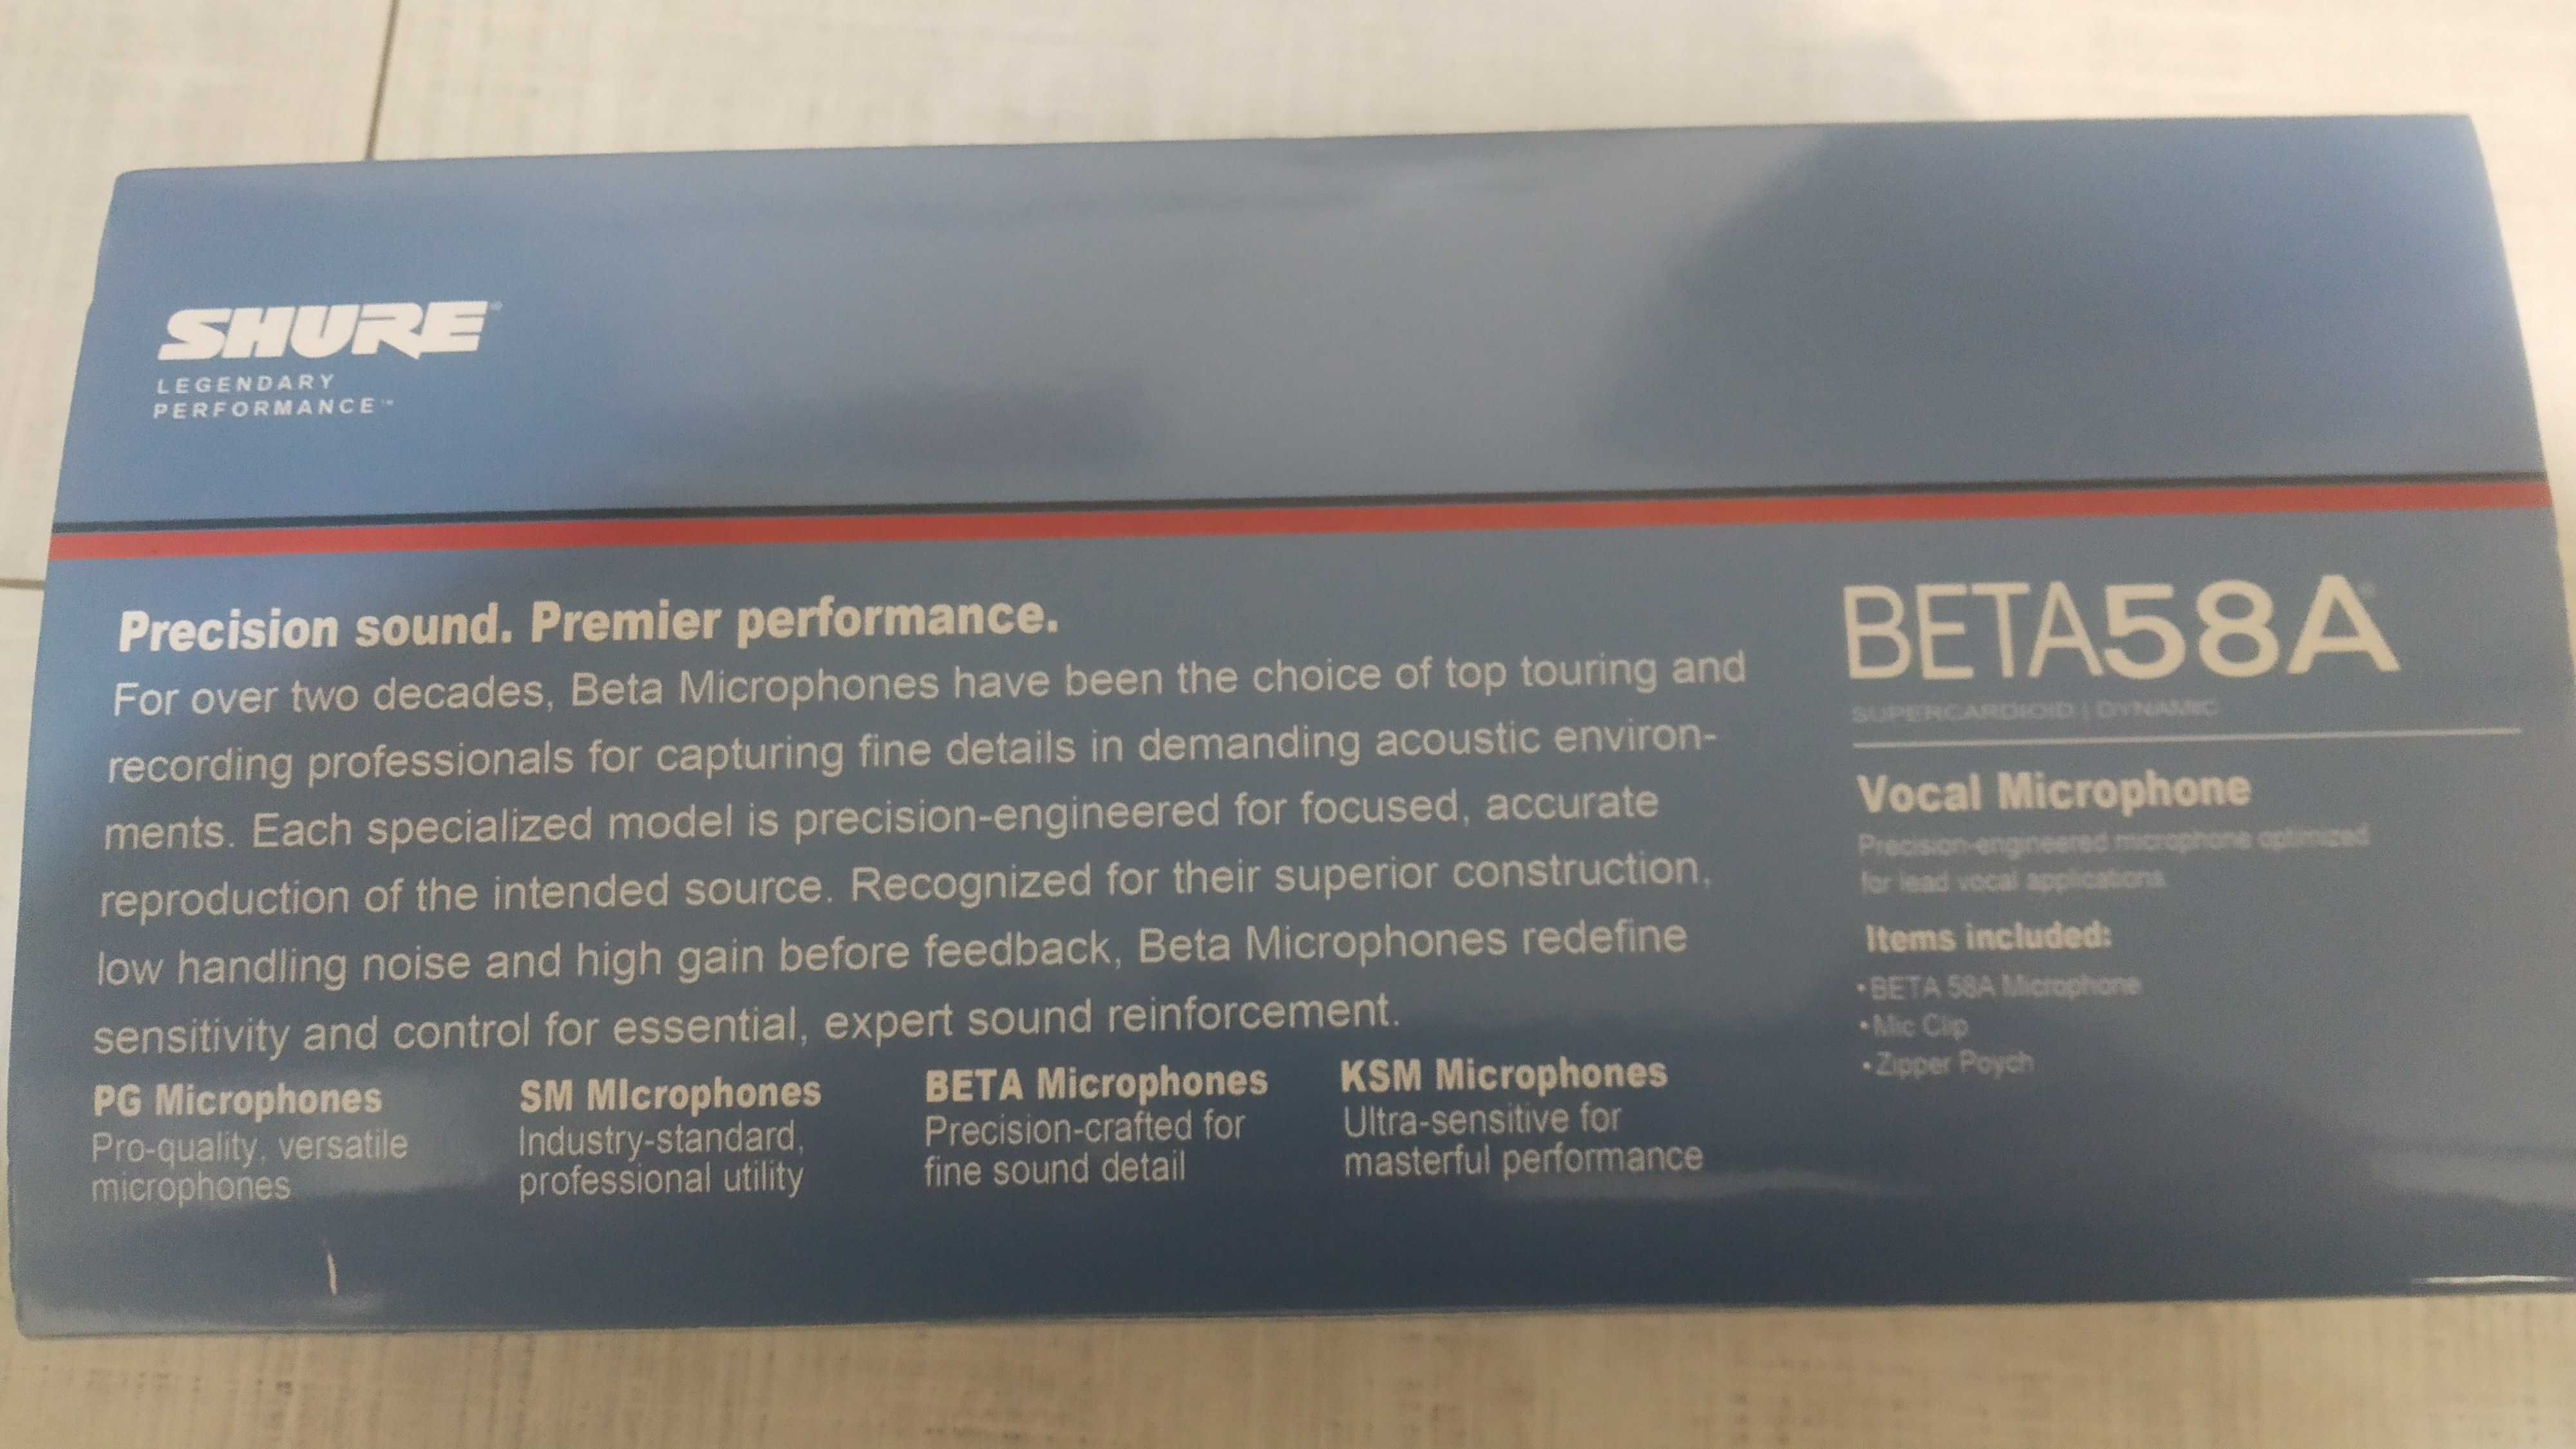 SHURE®
LEGENDARY
PERFORMANCE™
Precision sound. Premier performance.
For over two decades, Beta Microphones have been the choice of top touring and
recording professionals for capturing fine details in demanding acoustic environ-
ments. Each specialized model is precision-engineered for focused, accurate
reproduction of the intended source. Recognized for their superior construction,
low handling noise and high gain before feedback, Beta Microphones redefine
sensitivity and control for essential, expert sound reinforcement.
PG Microphones
Pro-quality, versatile
microphones
SM MIcrophones
Industry-standard,
professional utility
BETA Microphones
Precision-crafted for
fine sound detail
KSM Microphones
Ultra-sensitive for
masterful performance
BETA58A®
SUPERCARDIOID | DYNAMIC
Vocal Microphone
Precision-engineered microphone optimized
for lead vocal applications
Items included:
•BETA 58A Microphone
•Mic Clip
•Zipper Poych